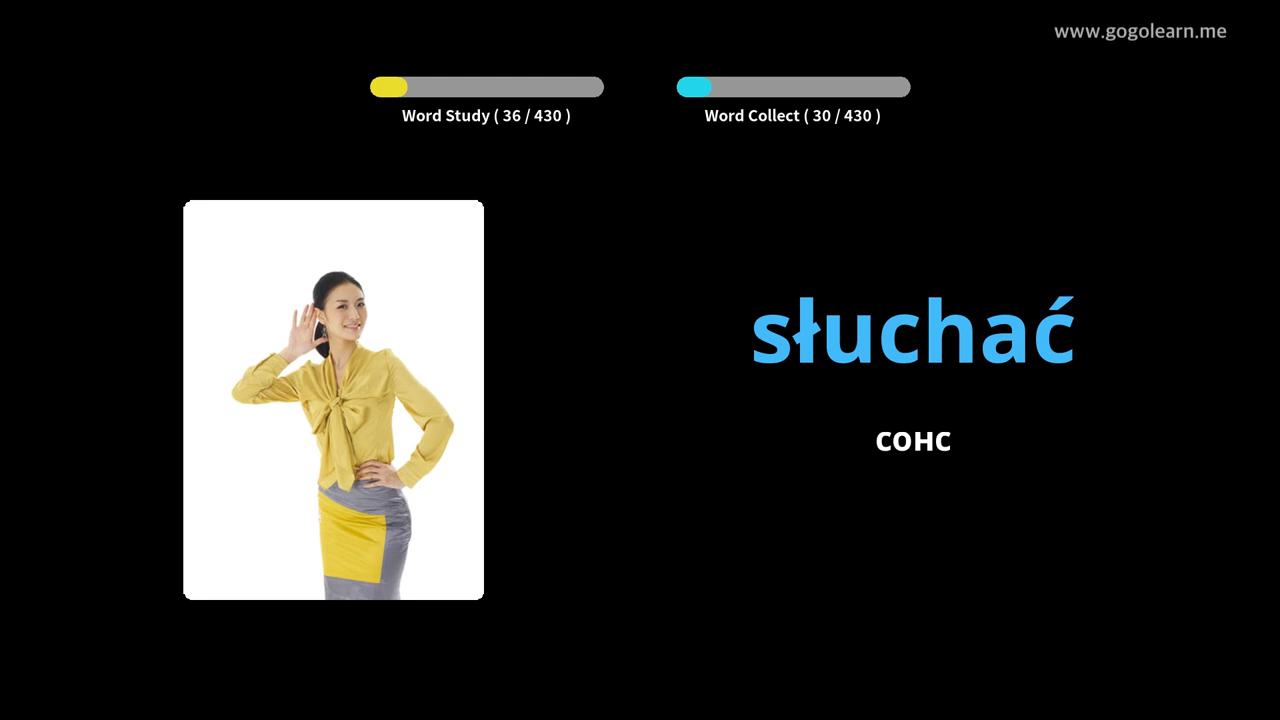 www.gogolearn.me
Word Study ( 36 / 430 )
Word Collect ( 30 / 430 )
słuchać
сонс